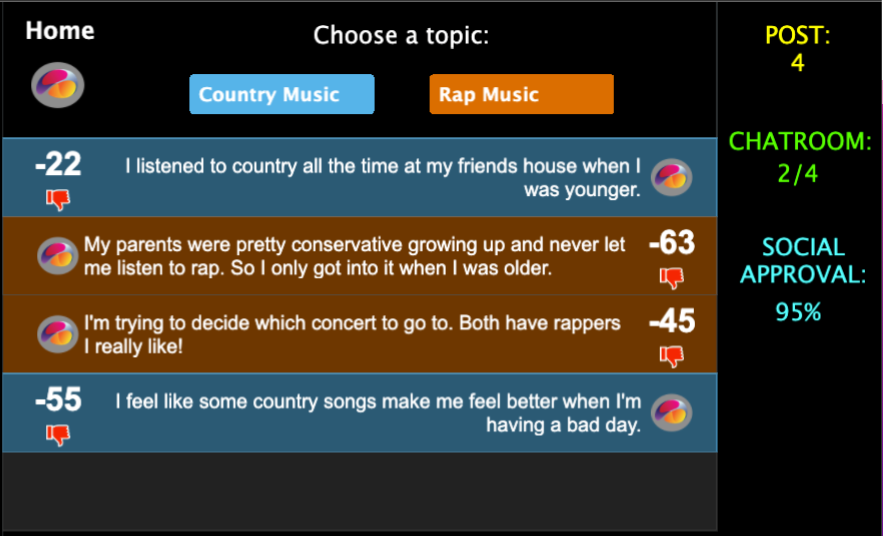 Home
Choose a topic:
Country Music
Rap Music
-22
I listened to country all the time at my friends house when I
was younger.
My parents were pretty conservative growing up and never let
me listen to rap. So I only got into it when I was older.
-63
I'm trying to decide which concert to go to. Both have rappers
I really like!
-45
-55
I feel like some country songs make me feel better when I'm
having a bad day.
POST:
4
CHATROOM:
2/4
SOCIAL
APPROVAL:
95%